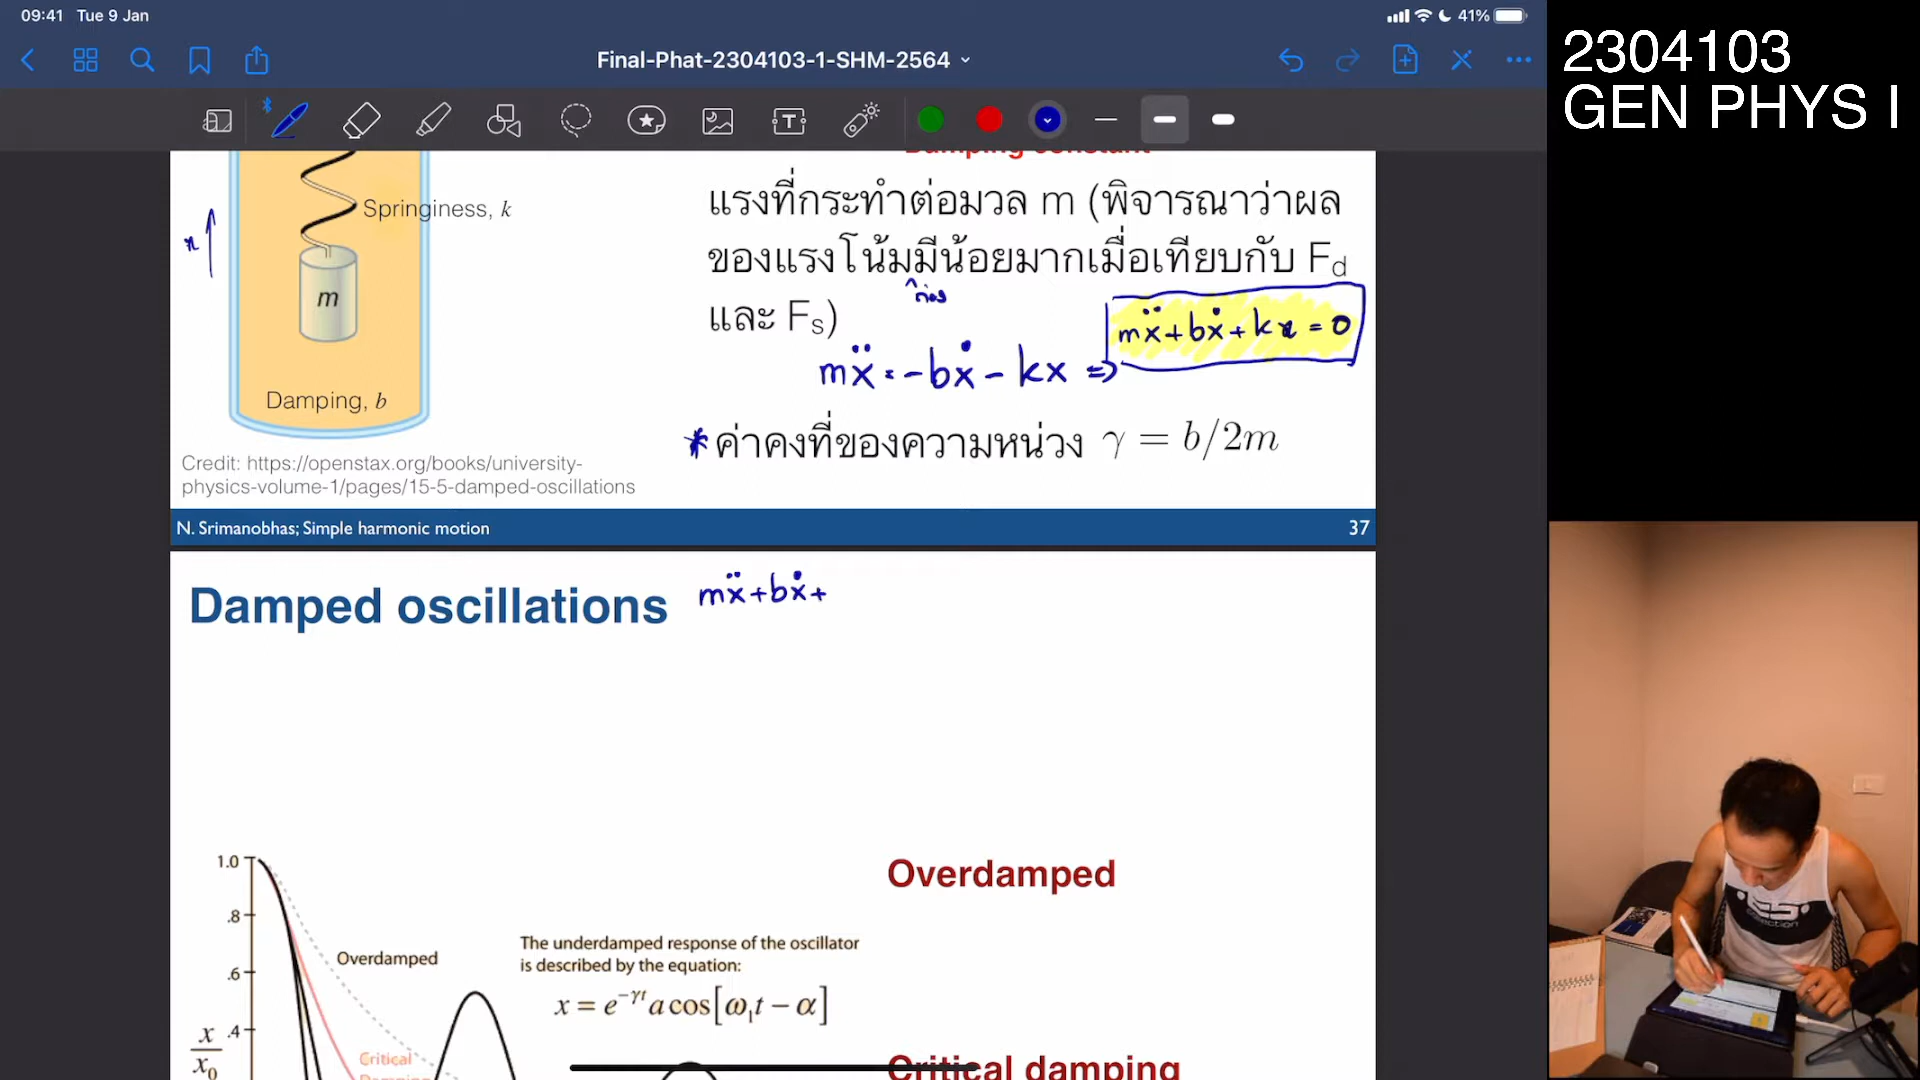 09:41 Tue 9 Jan
41%
Final-Phat-2304103-1-SHM-2564
2304103
GEN PHYS I
Damping constant
Springiness, k
x
m
Damping, b
Credit: https://openstax.org/books/university-
physics-volume-1/pages/15-5-damped-oscillations
แรงที่กระทำต่อมวล m (พิจารณาว่าผล
ของแรงโน้มมีน้อยมากเมื่อเทียบกับ Fd
และ Fs)
mẍ = -bẋ - kx ⇒
mẍ + bẋ + kx = 0
* ค่าคงที่ของความหน่วง γ = b/2m
N. Srimanobhas; Simple harmonic motion
37
Damped oscillations
mẍ + bẋ +
1.0
.8
.6
.4
x
x0
Overdamped
Critical
The underdamped response of the oscillator
is described by the equation:
x = e^−γt a cos[ω1t − α]
Overdamped
Critical damping